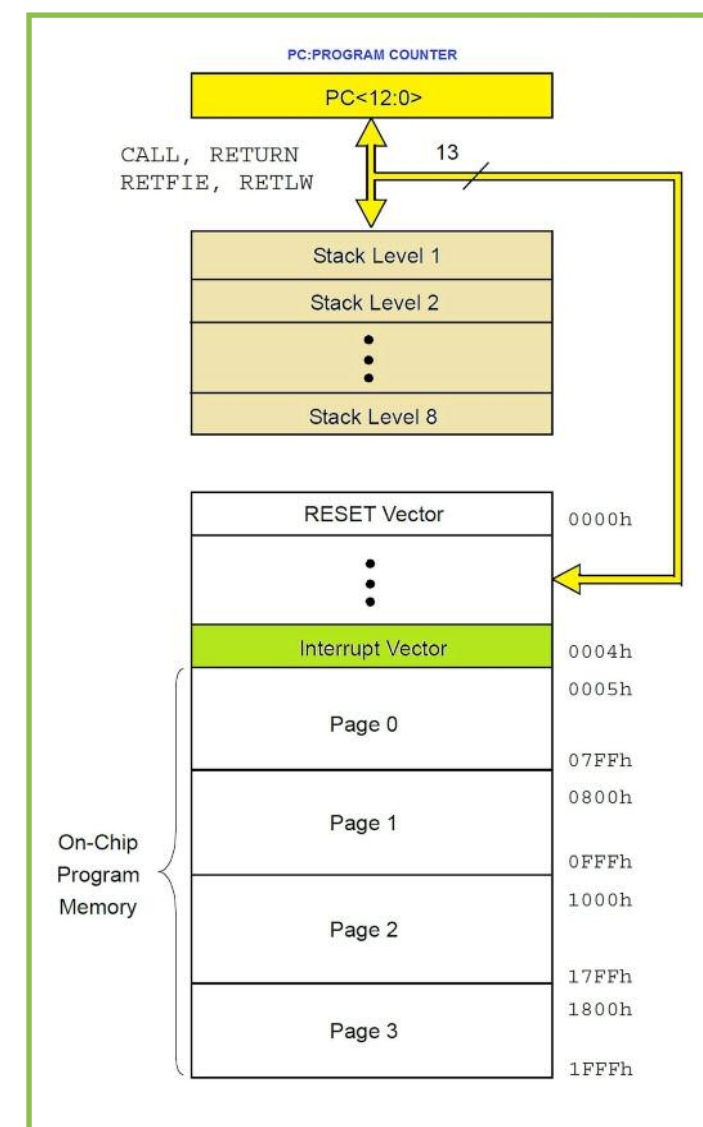 PC:PROGRAM COUNTER
PC<12:0>
CALL, RETURN
RETFIE, RETLW
13
Stack Level 1
Stack Level 2
Stack Level 8
RESET Vector
0000h
Interrupt Vector
0004h
0005h
Page 0
07FFh
0800h
Page 1
0FFFh
On-Chip
Program
Memory
1000h
Page 2
17FFh
1800h
Page 3
1FFFh